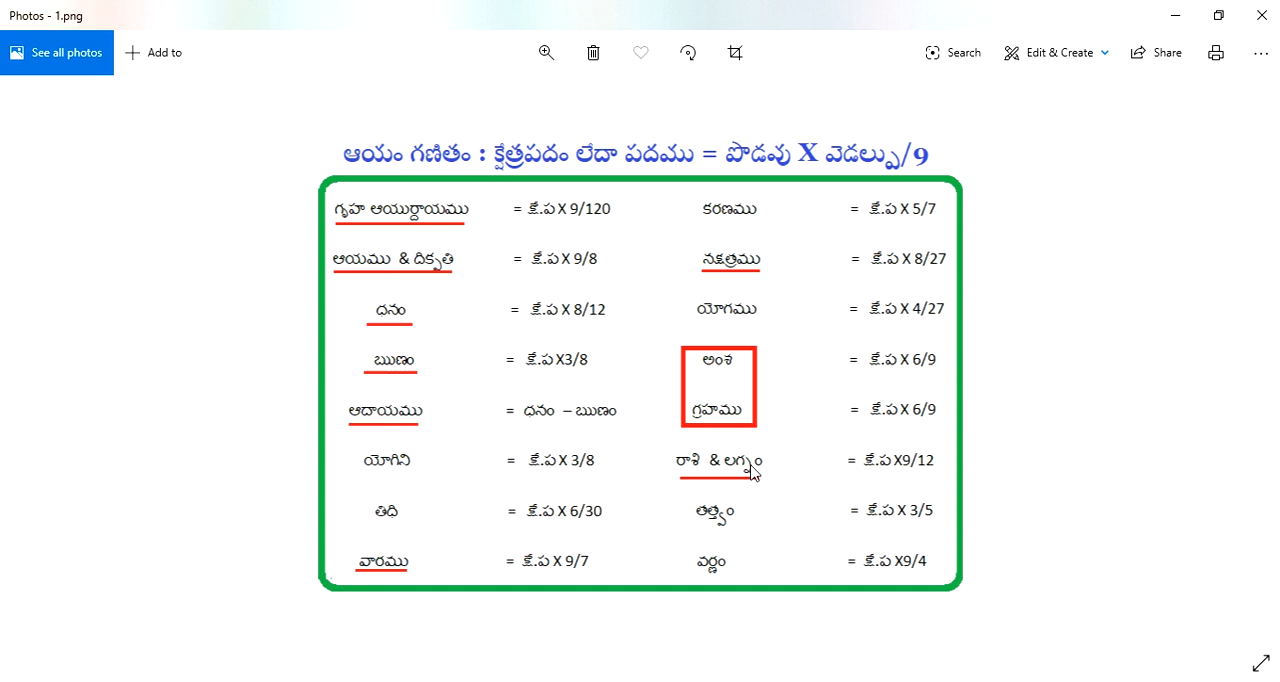 Photos - 1.png
See all photos
Add to
Search
Edit & Create
Share
ఆయం గణితం : క్షేత్రపదం లేదా పదము = పొడవు X వెడల్పు/9
గృహ ఆయుర్దాయము = క్షే.ప X 9/120 కరణము = క్షే.ప X 5/7
ఆయము & దిక్పతి = క్షే.ప X 9/8 నక్షత్రము = క్షే.ప X 8/27
ధనం = క్షే.ప X 8/12 యోగము = క్షే.ప X 4/27
ఋణం = క్షే.ప X3/8 అంశ = క్షే.ప X 6/9
ఆదాయము = ధనం – ఋణం గ్రహము = క్షే.ప X 6/9
యోగిని = క్షే.ప X 3/8 రాశి & లగ్నం = క్షే.ప X9/12
తిధి = క్షే.ప X 6/30 తత్త్వం = క్షే.ప X 3/5
వారము = క్షే.ప X 9/7 వర్ణం = క్షే.ప X9/4